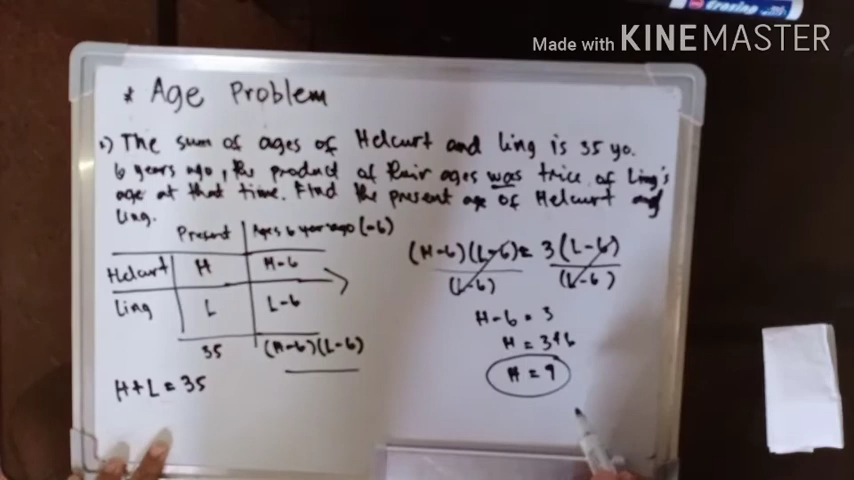 Erasing
Made with KINEMASTER
* Age Problem
1.) The sum of ages of Helcurt and Ling is 35 yo.
6 years ago, the product of their ages was trice of Ling's
age at that time. Find the present age of Helcurt and
Ling.
Present Ages 6 year ago (-6)
Helcurt H H-6
Ling L L-6
35 (H-6)(L-6)
H+L = 35
(H-6)(L-6) = 3(L-6)
(L-6) (L-6)
H-6 = 3
H = 3+6
H = 9